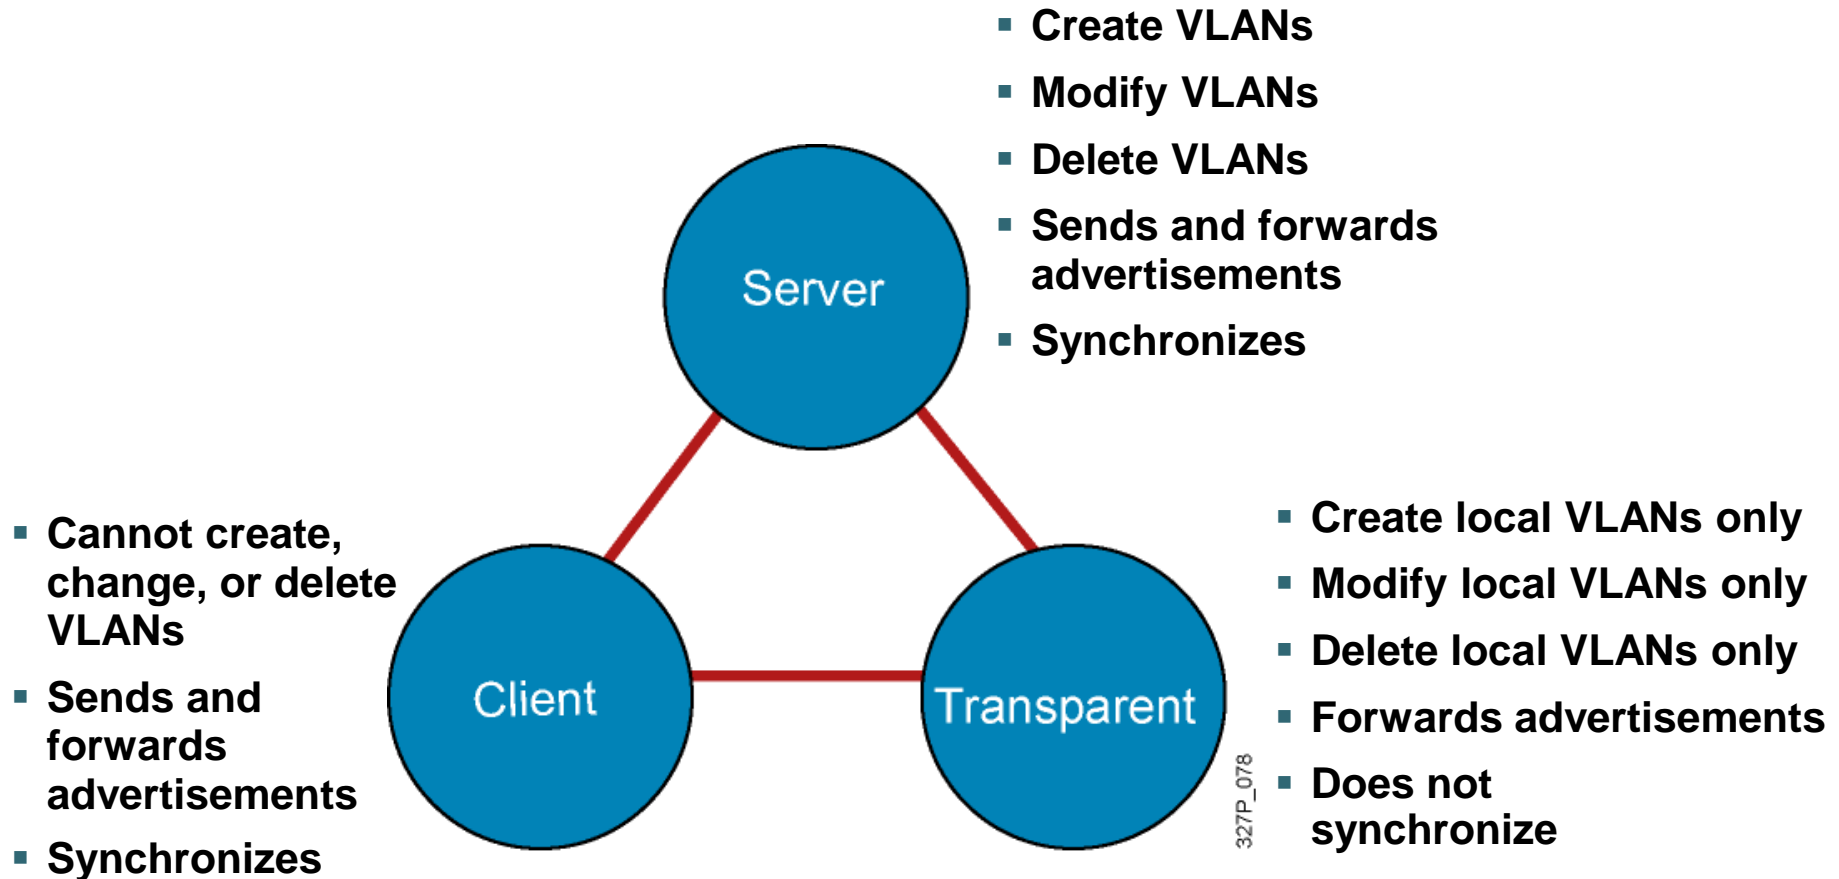 Create VLANs
Modify VLANs
Delete VLANs
Sends and forwards
advertisements
Synchronizes
Server
Cannot create,
change, or delete
VLANs
Sends and
forwards
advertisements
Synchronizes
Client
Transparent
327P_078
Create local VLANs only
Modify local VLANs only
Delete local VLANs only
Forwards advertisements
Does not
synchronize